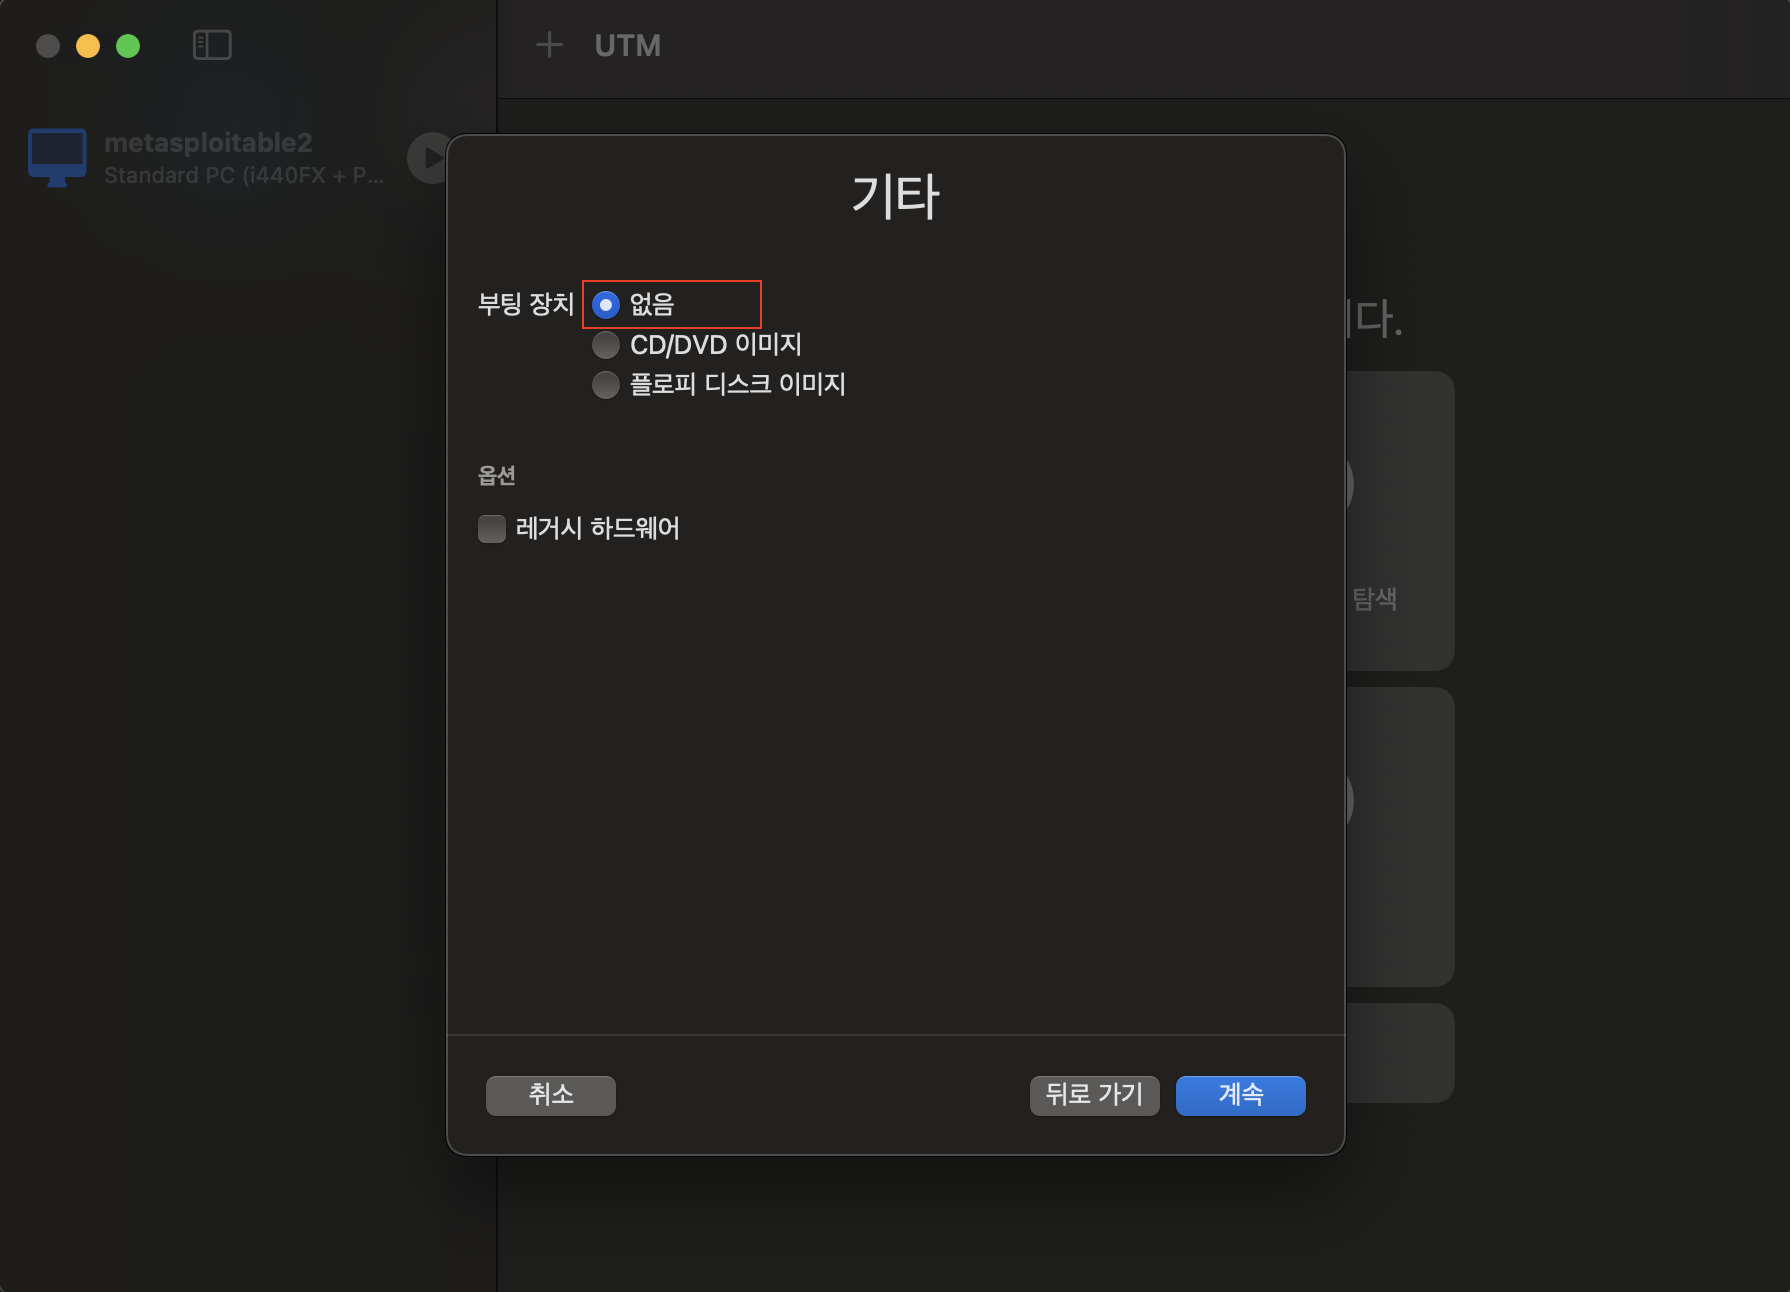 UTM
metasploitable2
Standard PC (i440FX + P...
기타
부팅 장치
없음
CD/DVD 이미지
플로피 디스크 이미지
옵션
레거시 하드웨어
다.
탐색
취소
뒤로 가기
계속